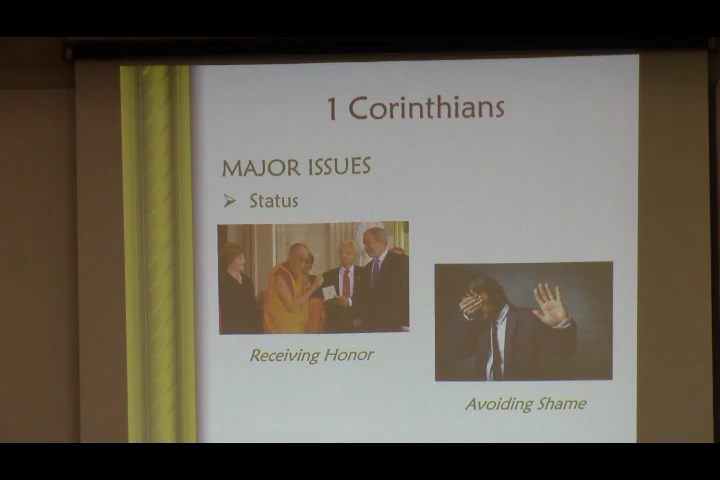 1 Corinthians
MAJOR ISSUES
Status
Receiving Honor
Avoiding Shame